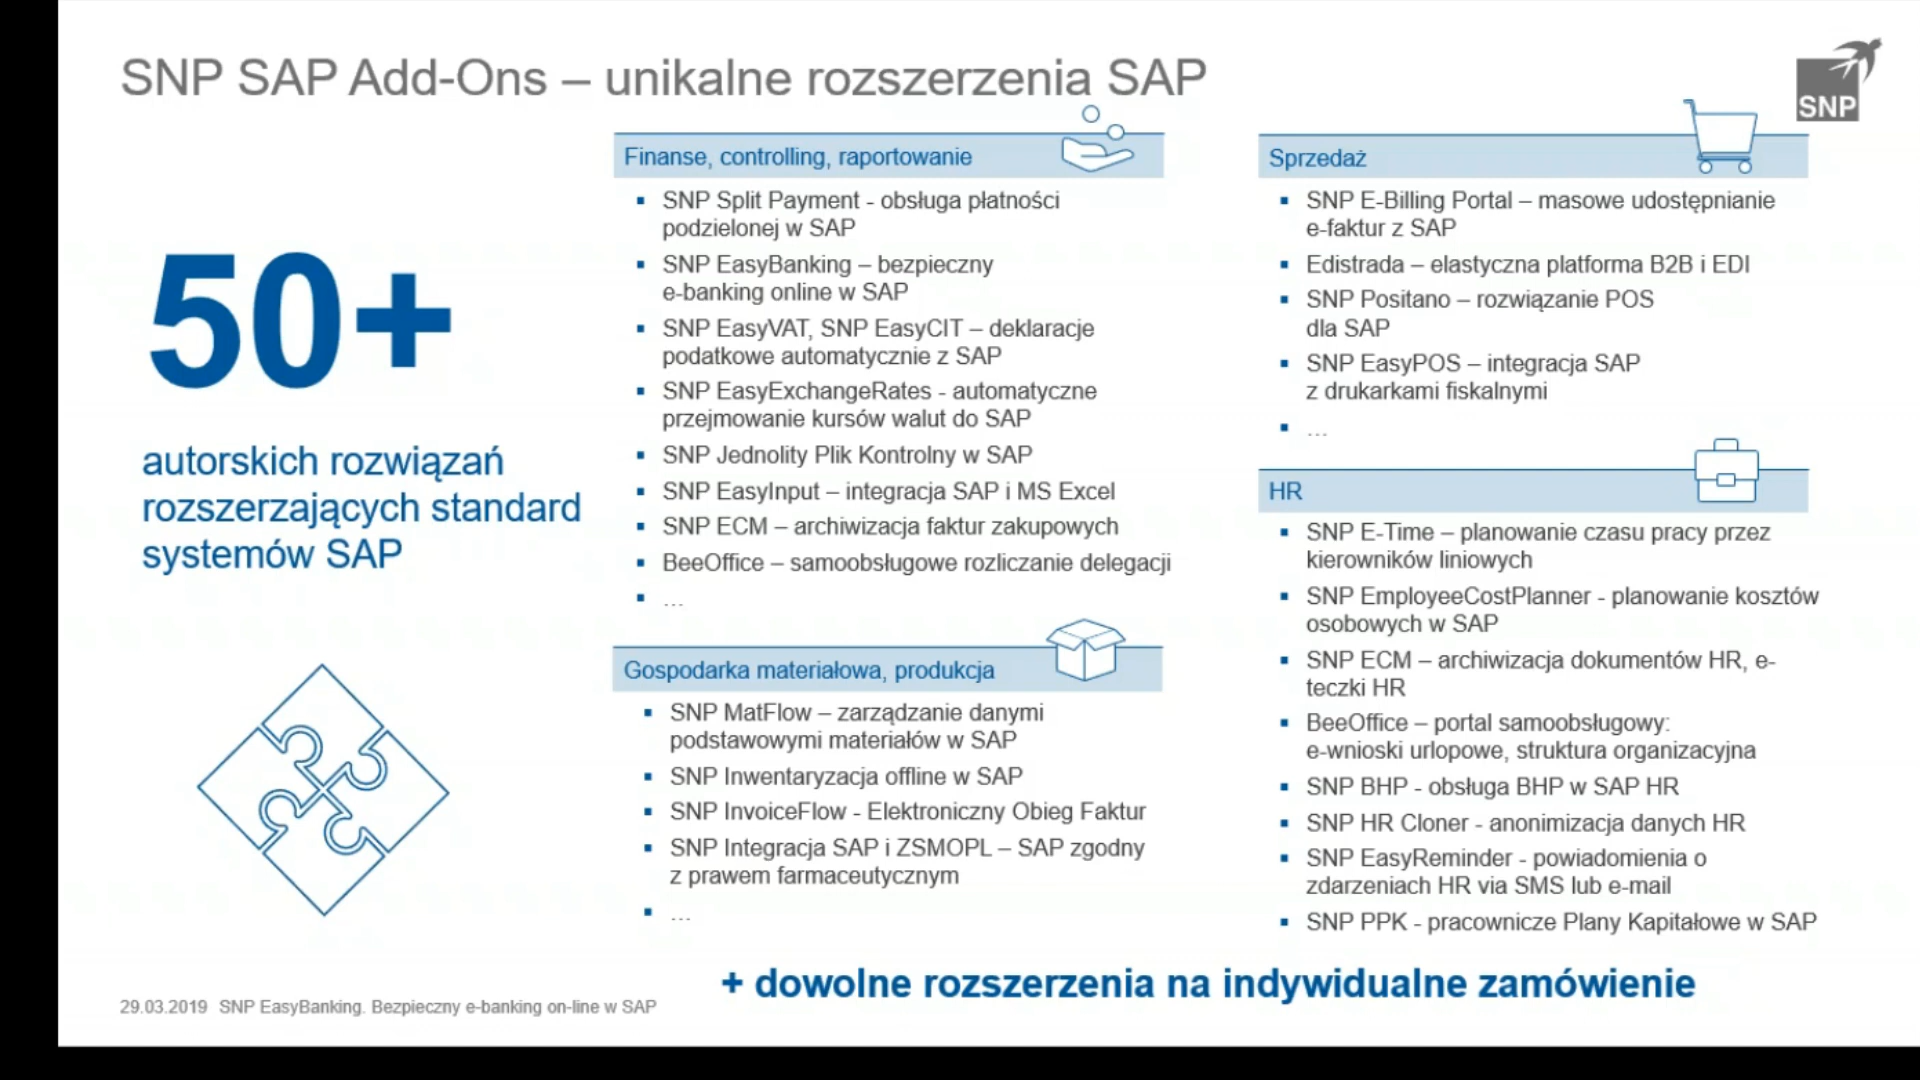 SNP SAP Add-Ons – unikalne rozszerzenia SAP
SNP
50+
autorskich rozwiązań
rozszerzających standard
systemów SAP
Finanse, controlling, raportowanie
▪ SNP Split Payment - obsługa płatności
podzielonej w SAP
▪ SNP EasyBanking – bezpieczny
e-banking online w SAP
▪ SNP EasyVAT, SNP EasyCIT – deklaracje
podatkowe automatycznie z SAP
▪ SNP EasyExchangeRates - automatyczne
przejmowanie kursów walut do SAP
▪ SNP Jednolity Plik Kontrolny w SAP
▪ SNP EasyInput – integracja SAP i MS Excel
▪ SNP ECM – archiwizacja faktur zakupowych
▪ BeeOffice – samoobsługowe rozliczanie delegacji
▪ ...
Gospodarka materiałowa, produkcja
▪ SNP MatFlow – zarządzanie danymi
podstawowymi materiałów w SAP
▪ SNP Inwentaryzacja offline w SAP
▪ SNP InvoiceFlow - Elektroniczny Obieg Faktur
▪ SNP Integracja SAP i ZSMOPL – SAP zgodny
z prawem farmaceutycznym
▪ ...
Sprzedaż
▪ SNP E-Billing Portal – masowe udostępnianie
e-faktur z SAP
▪ Edistrada – elastyczna platforma B2B i EDI
▪ SNP Positano – rozwiązanie POS
dla SAP
▪ SNP EasyPOS – integracja SAP
z drukarkami fiskalnymi
▪ ...
HR
▪ SNP E-Time – planowanie czasu pracy przez
kierowników liniowych
▪ SNP EmployeeCostPlanner - planowanie kosztów
osobowych w SAP
▪ SNP ECM – archiwizacja dokumentów HR, e-
teczki HR
▪ BeeOffice – portal samoobsługowy:
e-wnioski urlopowe, struktura organizacyjna
▪ SNP BHP - obsługa BHP w SAP HR
▪ SNP HR Cloner - anonimizacja danych HR
▪ SNP EasyReminder - powiadomienia o
zdarzeniach HR via SMS lub e-mail
▪ SNP PPK - pracownicze Plany Kapitałowe w SAP
+ dowolne rozszerzenia na indywidualne zamówienie
29.03.2019 SNP EasyBanking. Bezpieczny e-banking on-line w SAP